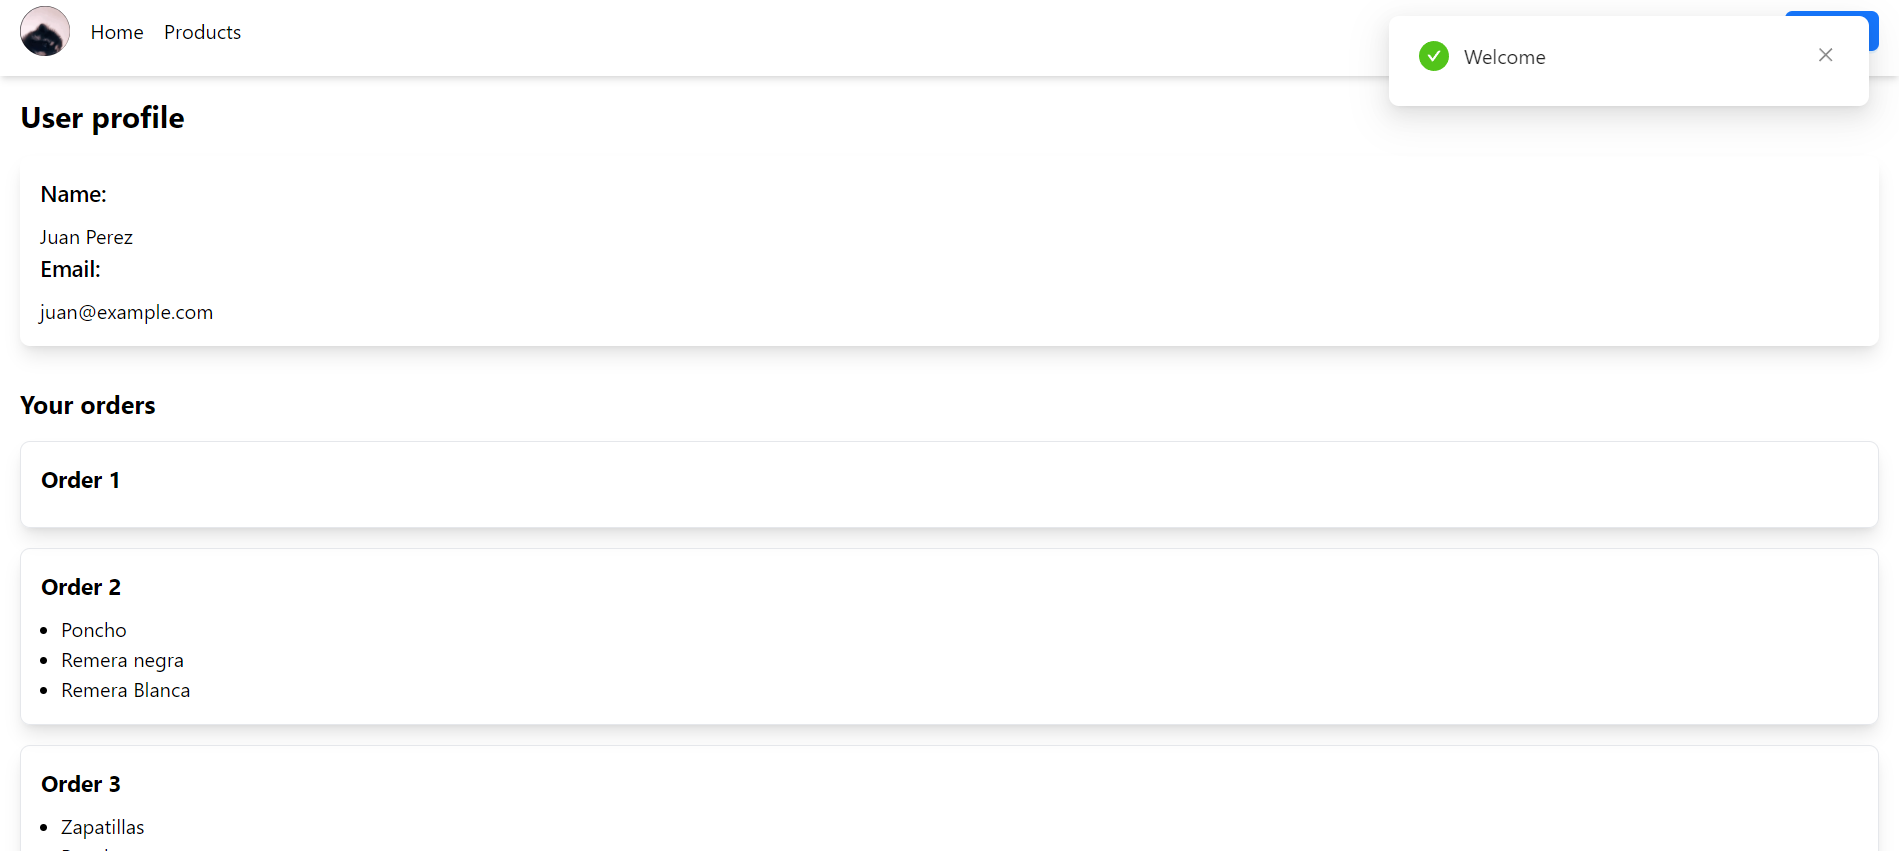 Home Products
Welcome
User profile
Name:
Juan Perez
Email:
juan@example.com
Your orders
Order 1
Order 2
Poncho
Remera negra
Remera Blanca
Order 3
Zapatillas